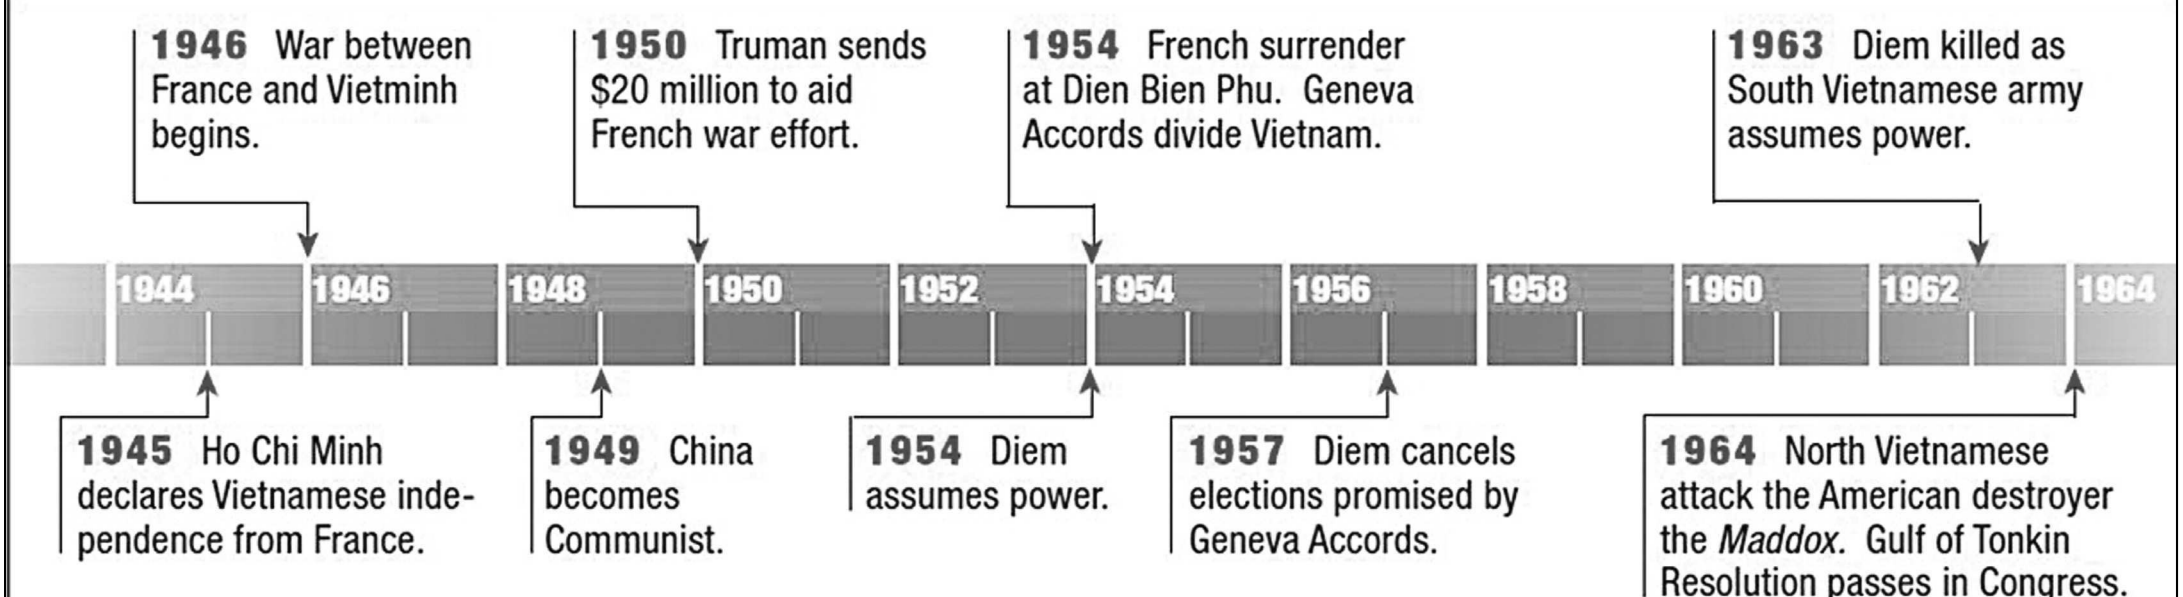 1946 War between
France and Vietminh
begins.
1950 Truman sends
$20 million to aid
French war effort.
1954 French surrender
at Dien Bien Phu. Geneva
Accords divide Vietnam.
1963 Diem killed as
South Vietnamese army
assumes power.
1944 1946 1948 1950 1952 1954 1956 1958 1960 1962 1964
1945 Ho Chi Minh
declares Vietnamese inde-
pendence from France.
1949 China
becomes
Communist.
1954 Diem
assumes power.
1957 Diem cancels
elections promised by
Geneva Accords.
1964 North Vietnamese
attack the American destroyer
the Maddox. Gulf of Tonkin
Resolution passes in Congress.